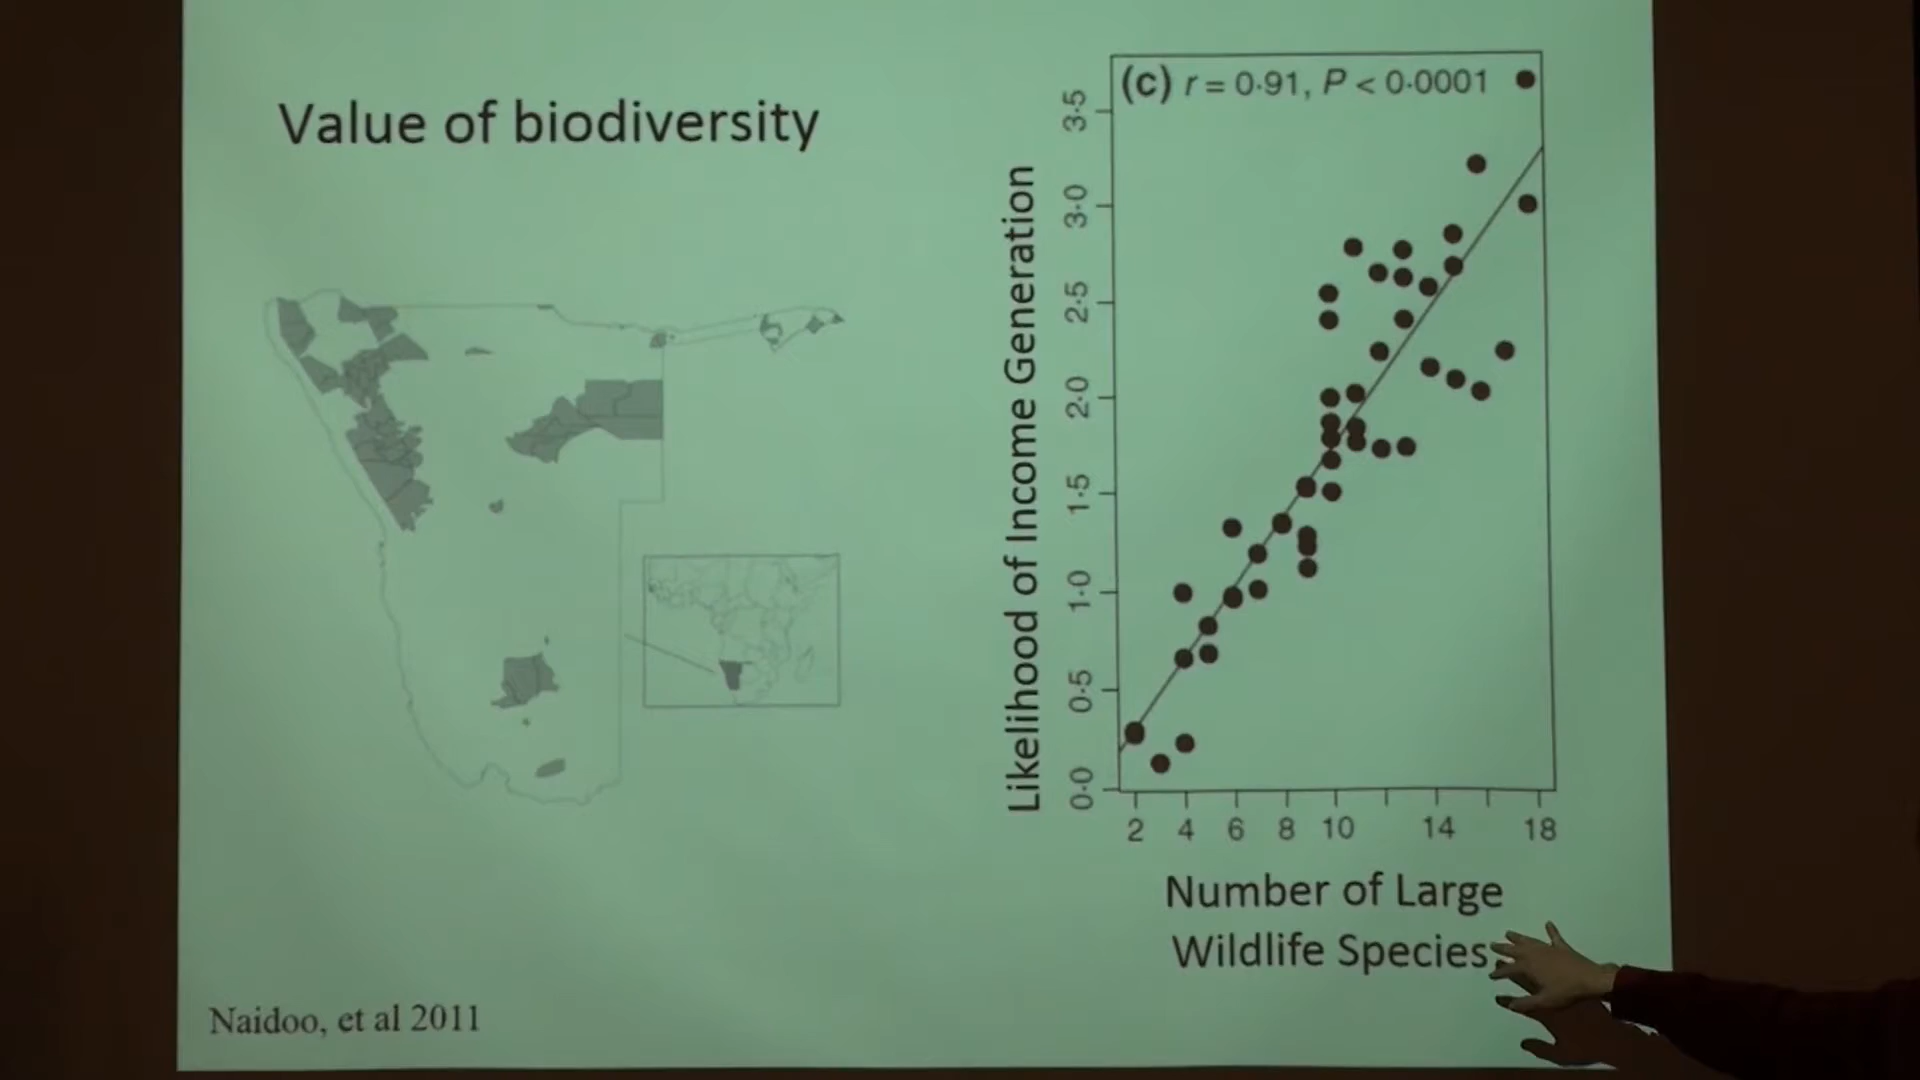 Value of biodiversity
(c) r = 0·91, P < 0·0001
Likelihood of Income Generation
3·5
3·0
2·5
2·0
1·5
1·0
0·5
0·0
2 4 6 8 10 14 18
Number of Large
Wildlife Species
Naidoo, et al 2011